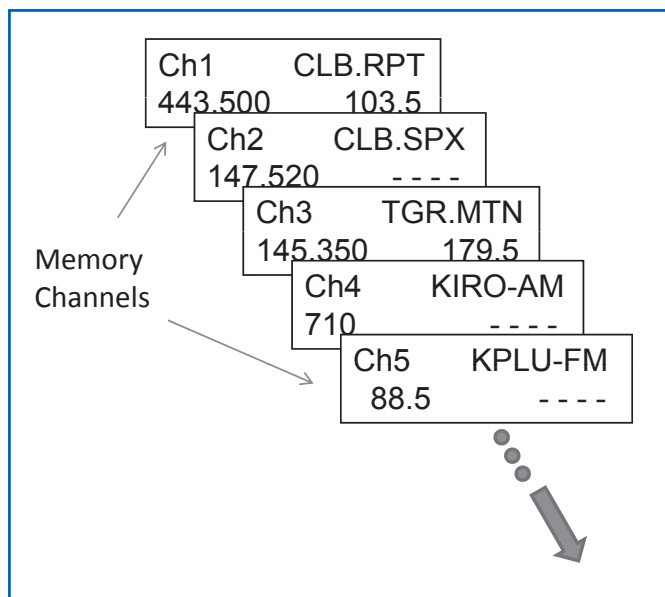 Ch1 CLB.RPT
443.500 103.5
Ch2 CLB.SPX
147.520 - - - -
Ch3 TGR.MTN
145.350 179.5
Ch4 KIRO-AM
710 - - - -
Ch5 KPLU-FM
88.5 - - - -
Memory
Channels